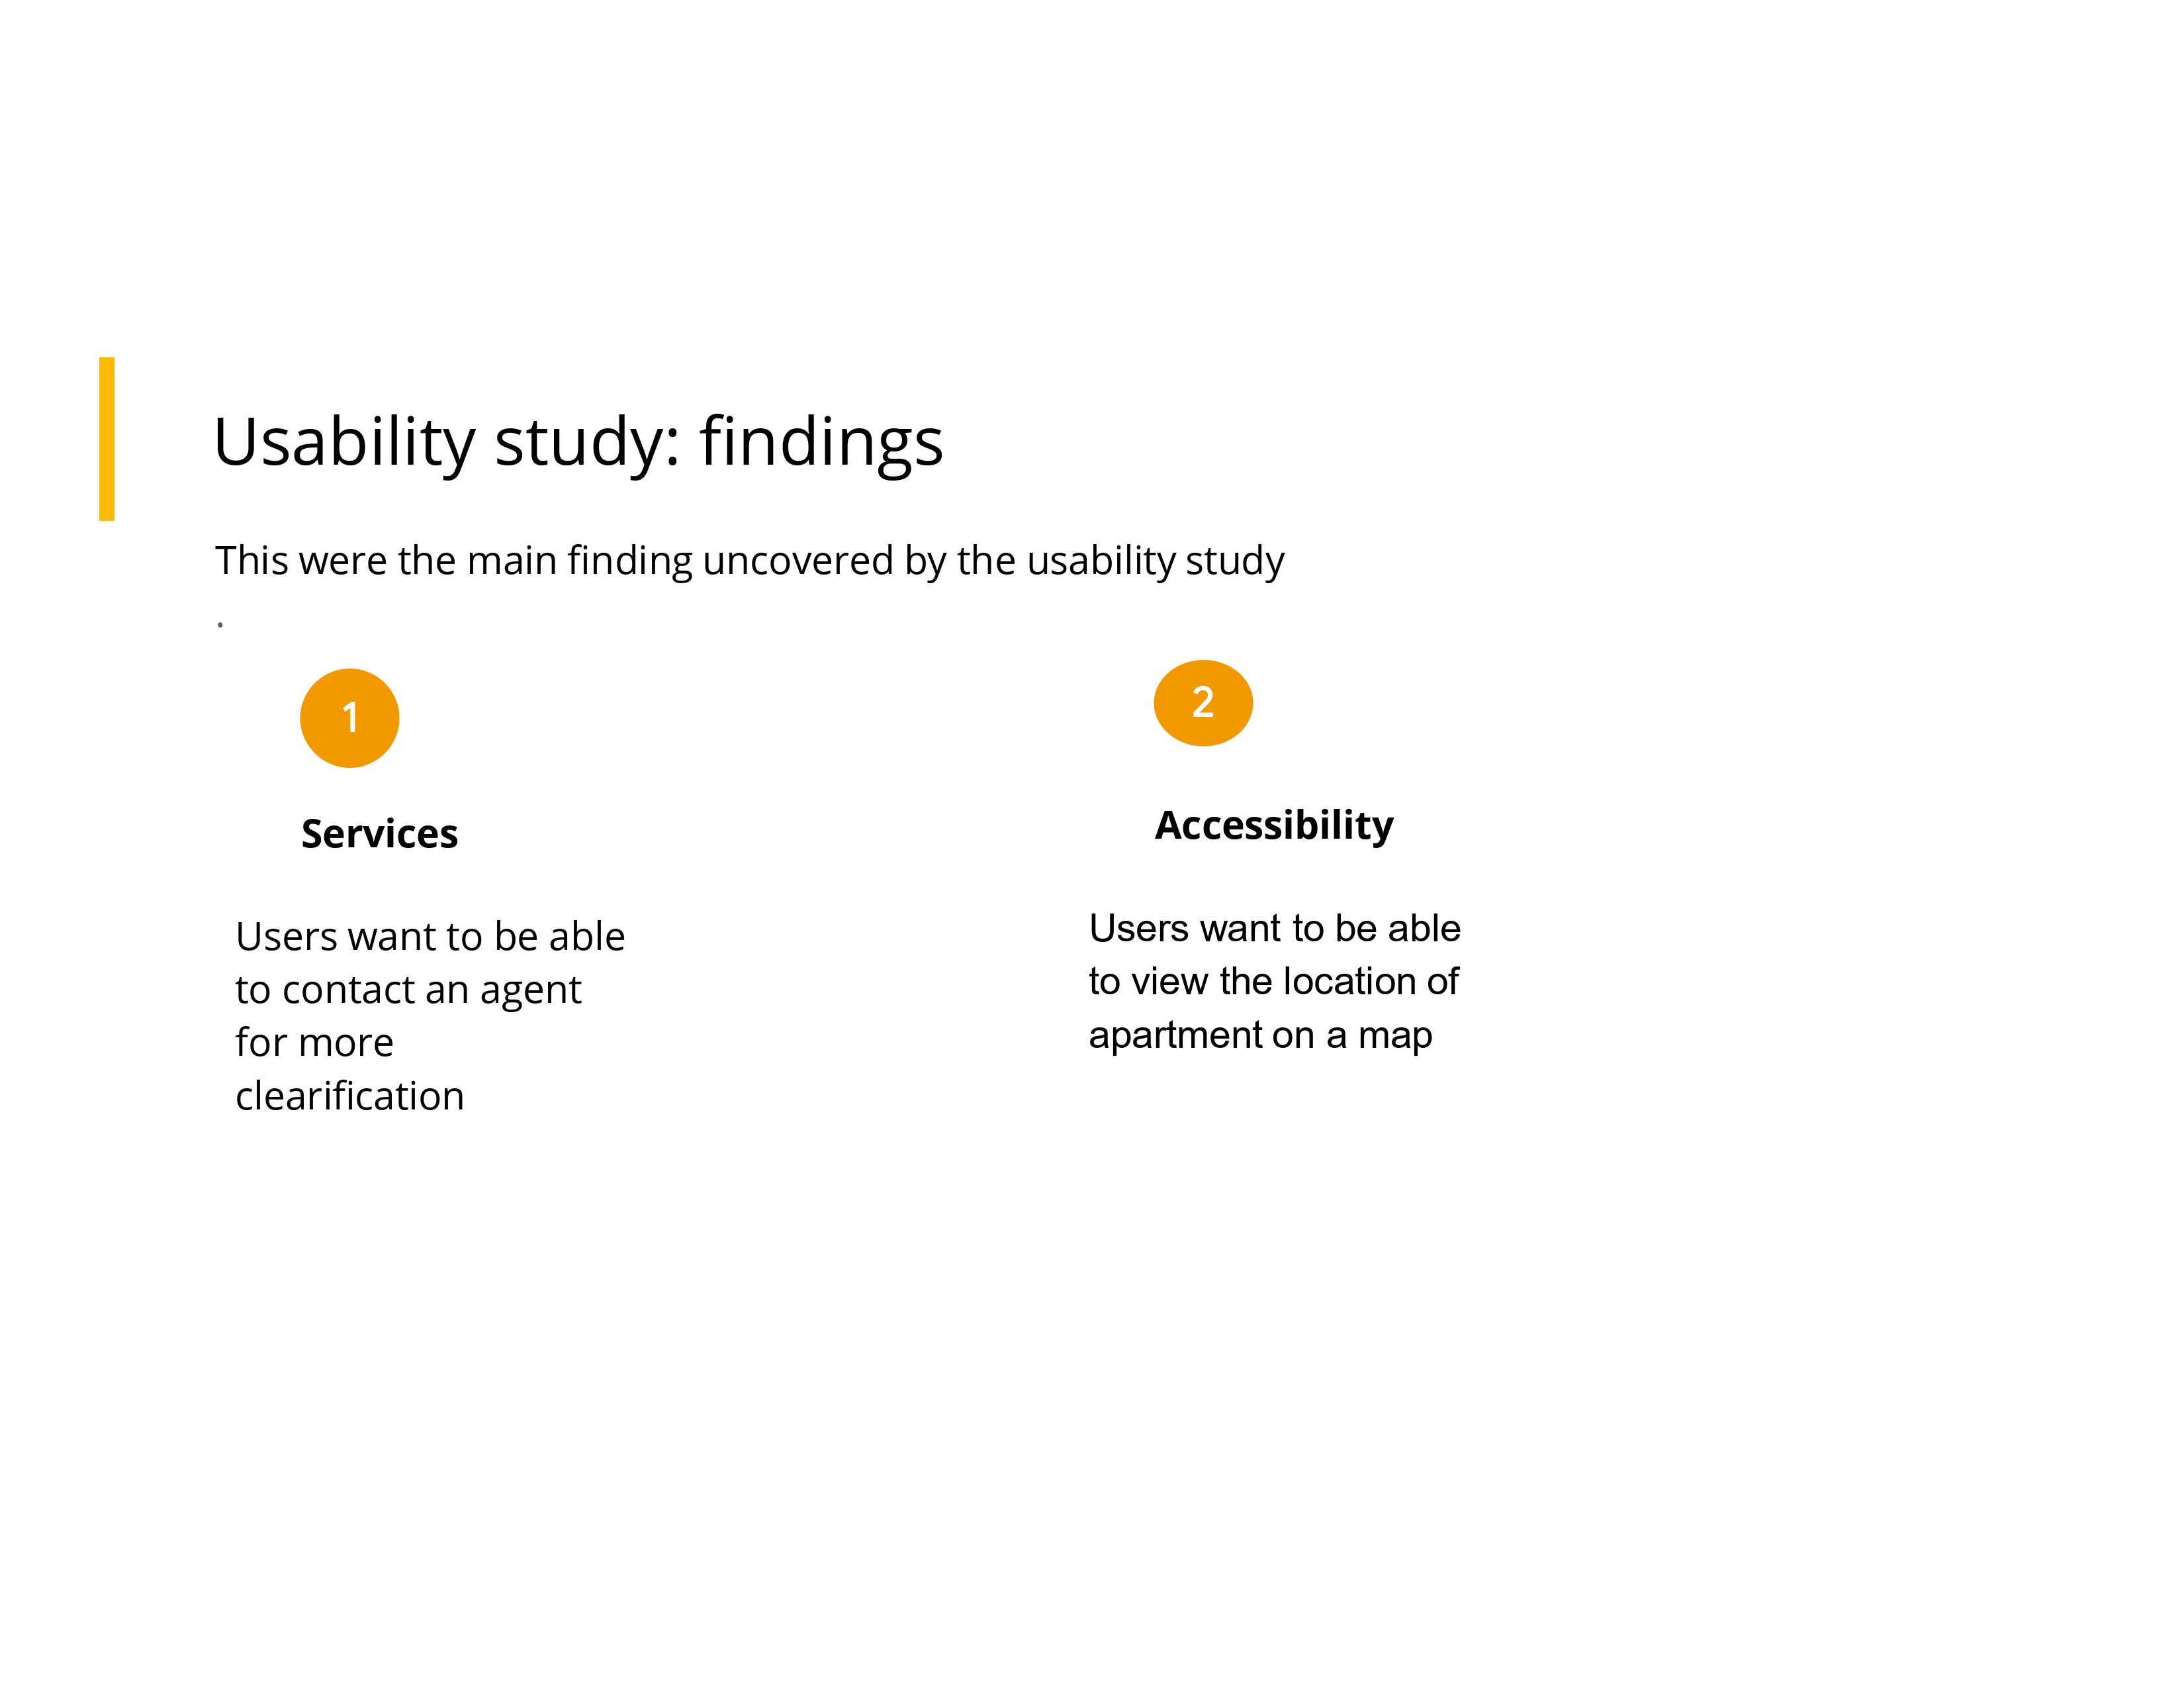 Usability study: findings
This were the main finding uncovered by the usability study
.
1
Services
Users want to be able
to contact an agent
for more
clearification
2
Accessibility
Users want to be able
to view the location of
apartment on a map